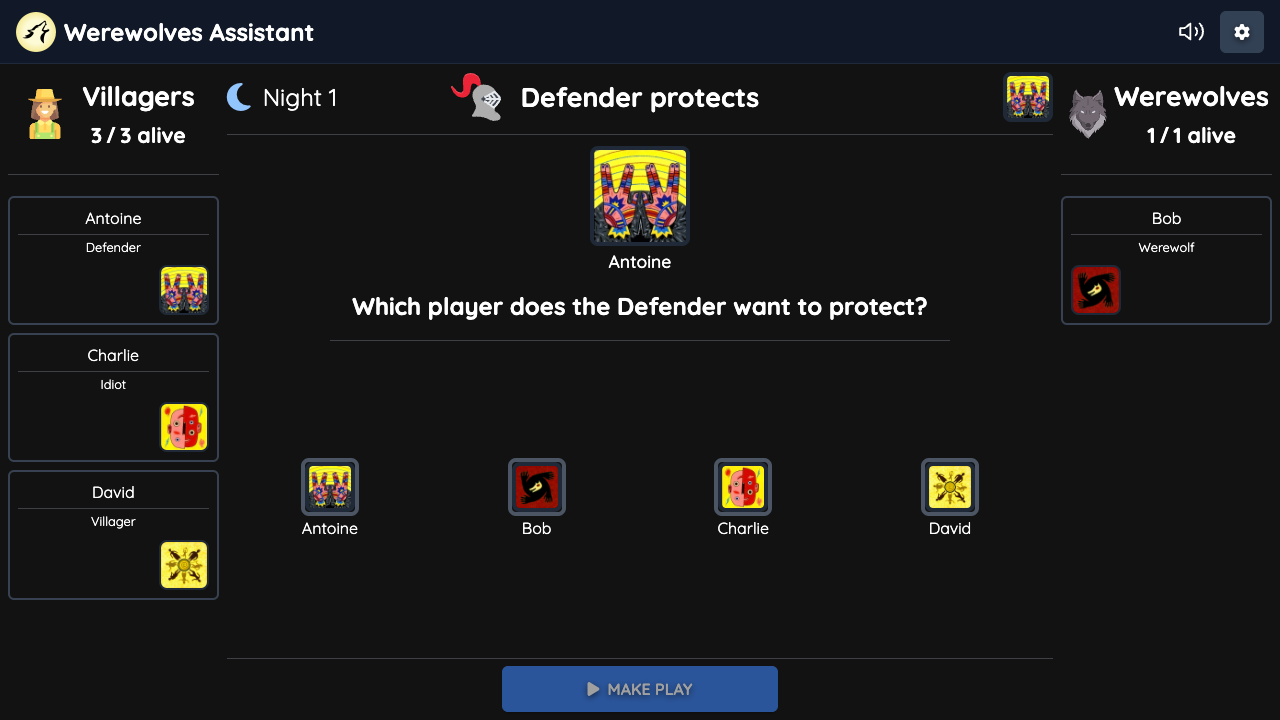 Werewolves Assistant
Villagers
3 / 3 alive
Night 1
Defender protects
Werewolves
1 / 1 alive
Antoine
Defender
Charlie
Idiot
David
Villager
Antoine
Which player does the Defender want to protect?
Antoine
Bob
Charlie
David
MAKE PLAY
Bob
Werewolf